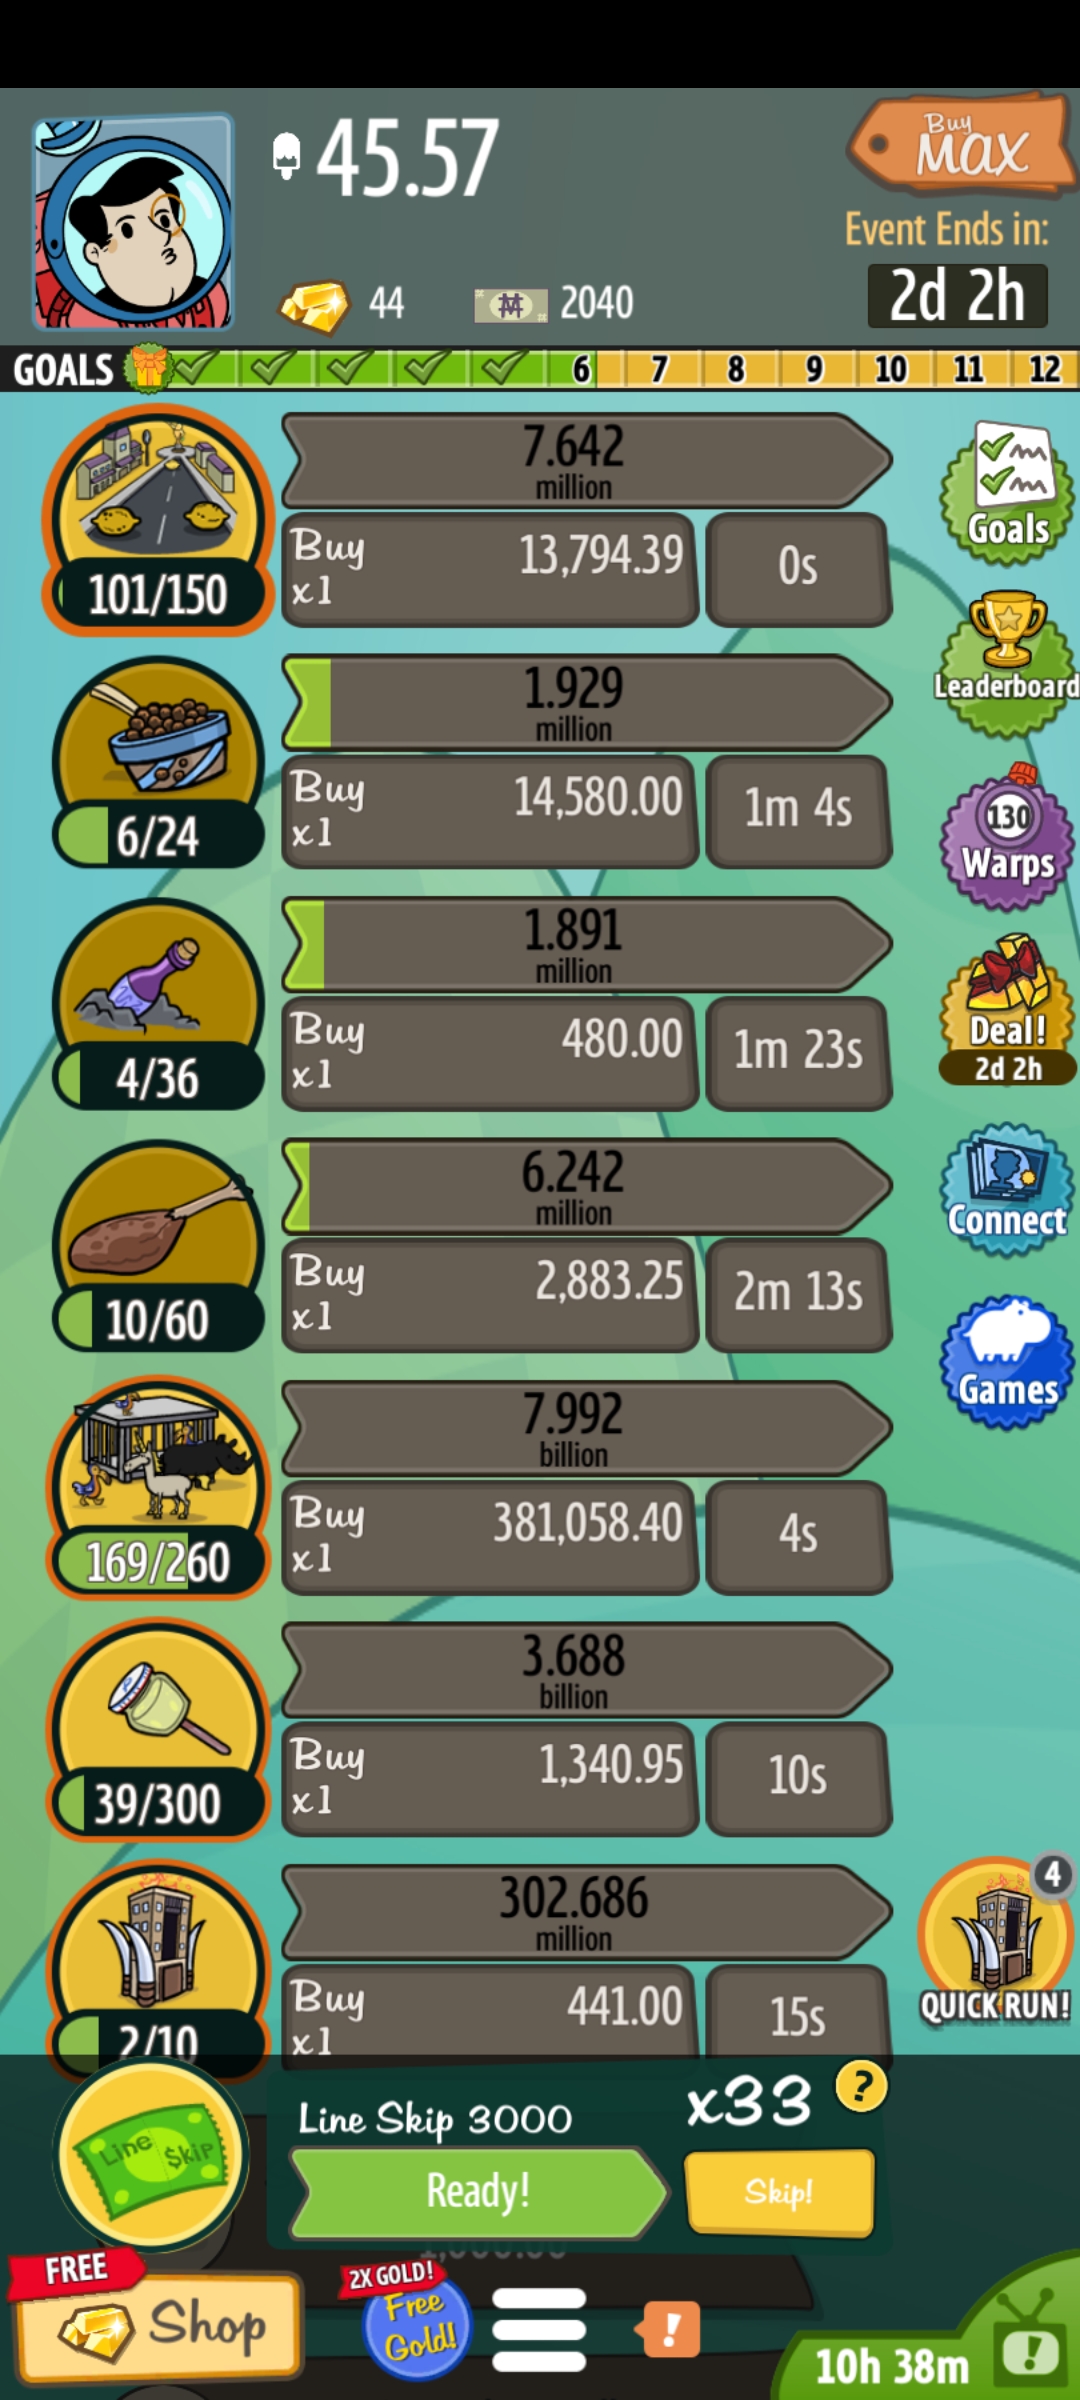 45.57
Buy
MAX
Event Ends in:
2d 2h
44
2040
GOALS
6
7
8
9
10
11
12
7.642
million
Buy
x1
13,794.39
0s
101/150
Goals
1.929
million
Buy
x1
14,580.00
1m 4s
6/24
Leaderboard
130
Warps
1.891
million
Buy
x1
480.00
1m 23s
4/36
Deal!
2d 2h
6.242
million
Buy
x1
2,883.25
2m 13s
10/60
Connect
Games
7.992
billion
Buy
x1
381,058.40
4s
169/260
3.688
billion
Buy
x1
1,340.95
10s
39/300
302.686
million
Buy
x1
441.00
15s
2/10
4
QUICK RUN!
Line $kip
Line Skip 3000
x33
?
Ready!
Skip!
FREE
Shop
2X GOLD!
Free
Gold!
!
10h 38m
!